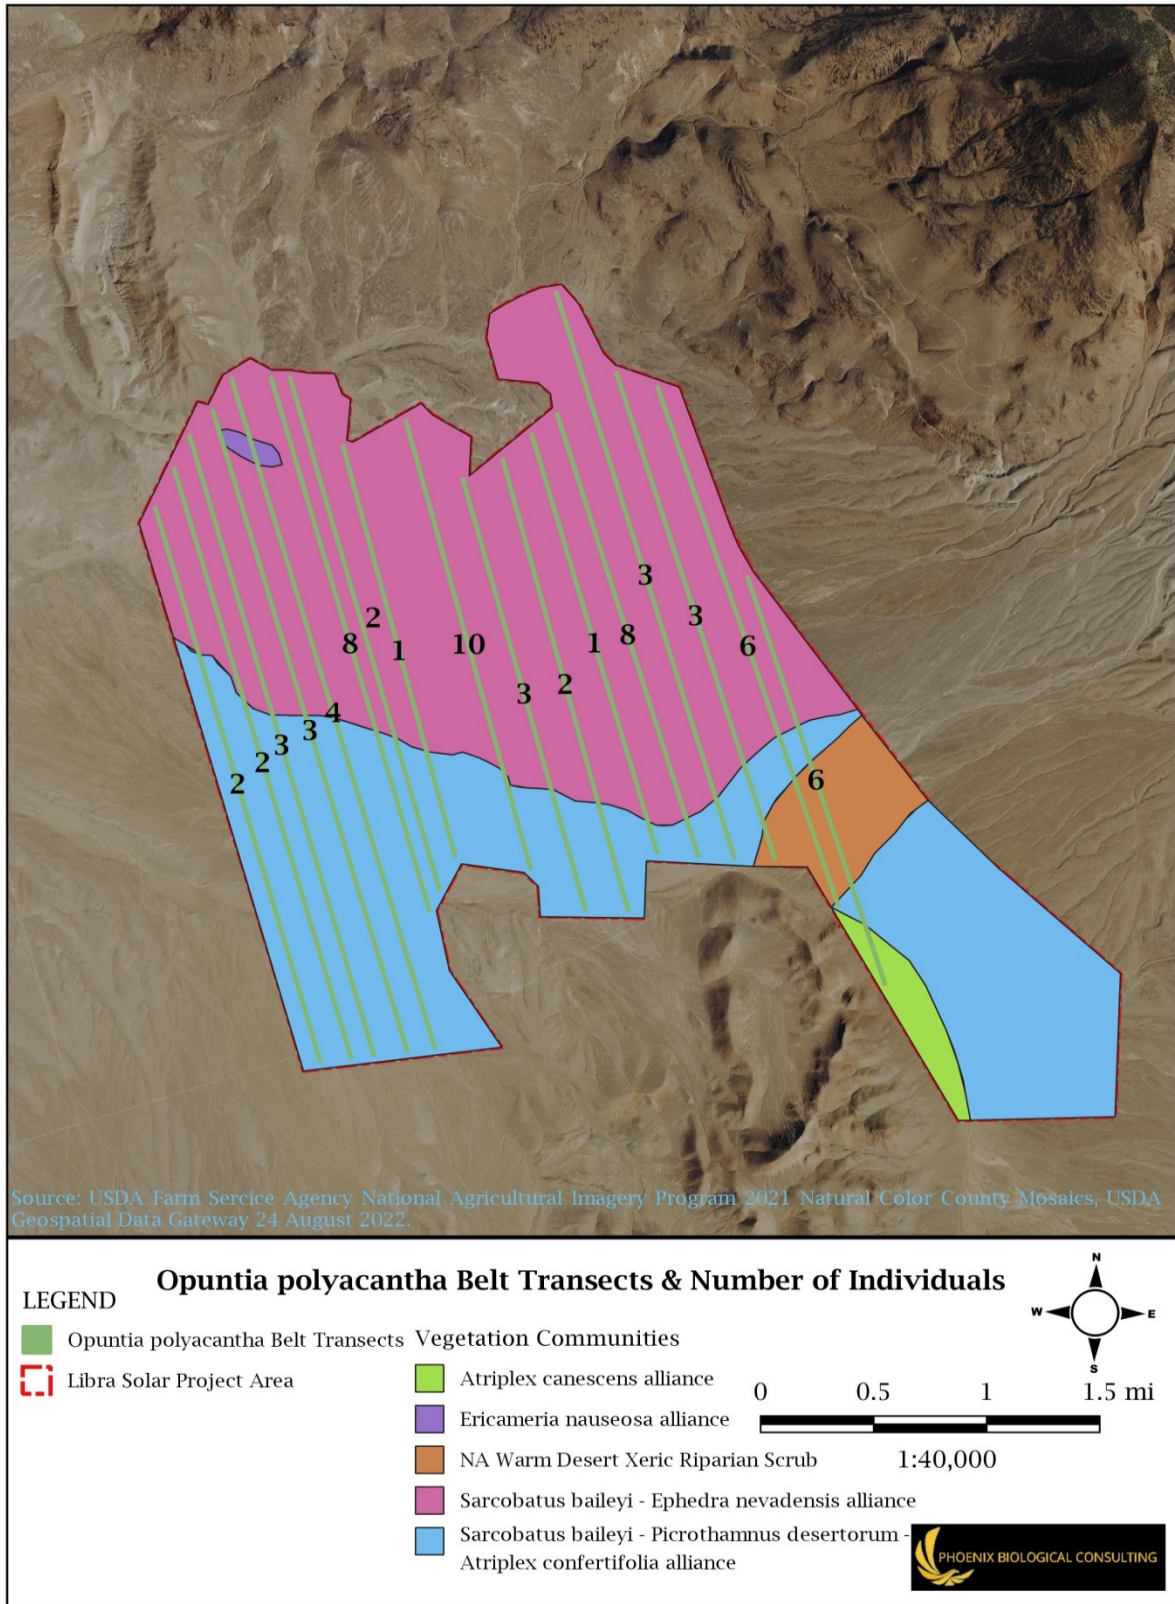 3
3
2
8
1
10
1
8
6
3
2
4
3
3
2
2
6
Source: USDA Farm Sercice Agency National Agricultural Imagery Program 2021 Natural Color County Mosaics, USDA
Geospatial Data Gateway 24 August 2022.
Opuntia polyacantha Belt Transects & Number of Individuals
LEGEND
Opuntia polyacantha Belt Transects
Libra Solar Project Area
Vegetation Communities
Atriplex canescens alliance
Ericameria nauseosa alliance
NA Warm Desert Xeric Riparian Scrub
Sarcobatus baileyi - Ephedra nevadensis alliance
Sarcobatus baileyi - Picrothamnus desertorum -
Atriplex confertifolia alliance
N
W E
S
0 0.5 1 1.5 mi
1:40,000
PHOENIX BIOLOGICAL CONSULTING